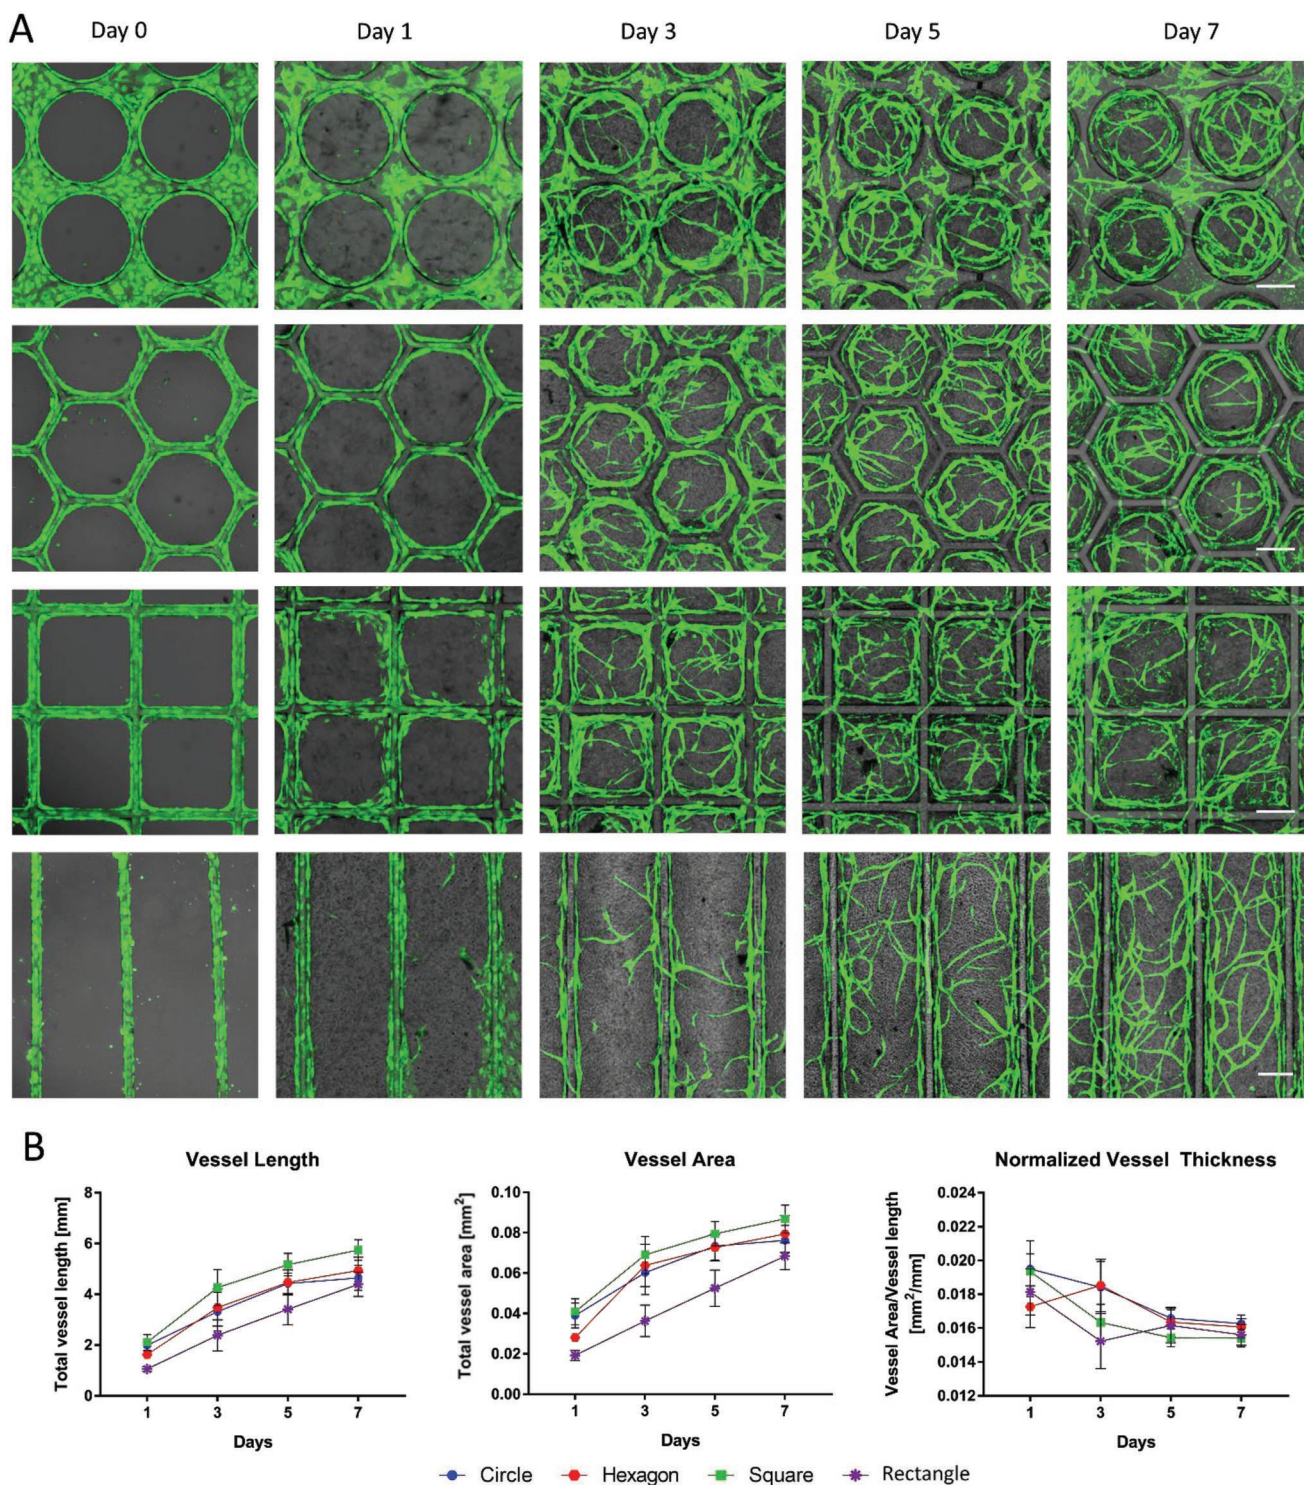 A
Day 0 Day 1 Day 3 Day 5 Day 7
B
Vessel Length
Total vessel length [mm]
8
6
4
2
0
1 3 5 7
Days
Vessel Area
Total vessel area [mm²]
0.10
0.08
0.06
0.04
0.02
0.00
1 3 5 7
Days
Normalized Vessel Thickness
Vessel Area/Vessel length
[mm²/mm]
0.024
0.022
0.020
0.018
0.016
0.014
0.012
1 3 5 7
Days
Circle Hexagon Square Rectangle